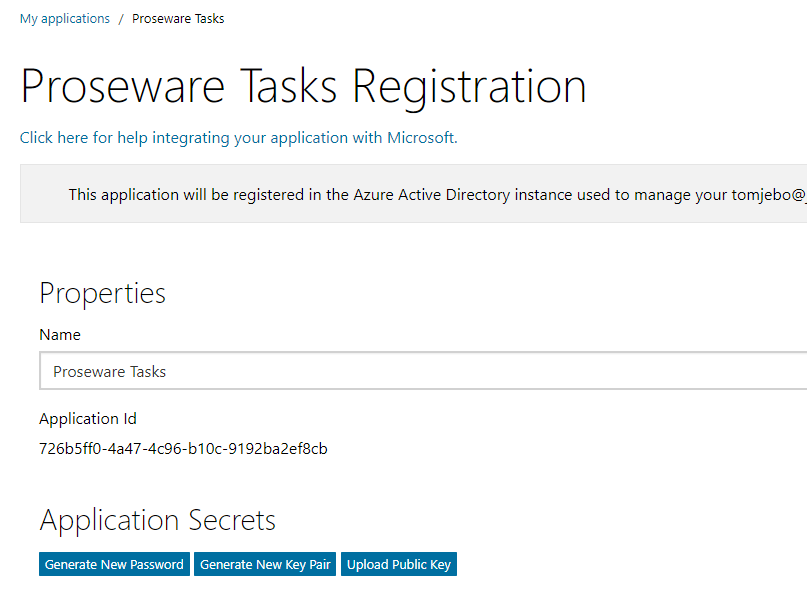 My applications / Proseware Tasks
Proseware Tasks Registration
Click here for help integrating your application with Microsoft.
This application will be registered in the Azure Active Directory instance used to manage your tomjebo@
Properties
Name
Proseware Tasks
Application Id
726b5ff0-4a47-4c96-b10c-9192ba2ef8cb
Application Secrets
Generate New Password Generate New Key Pair Upload Public Key